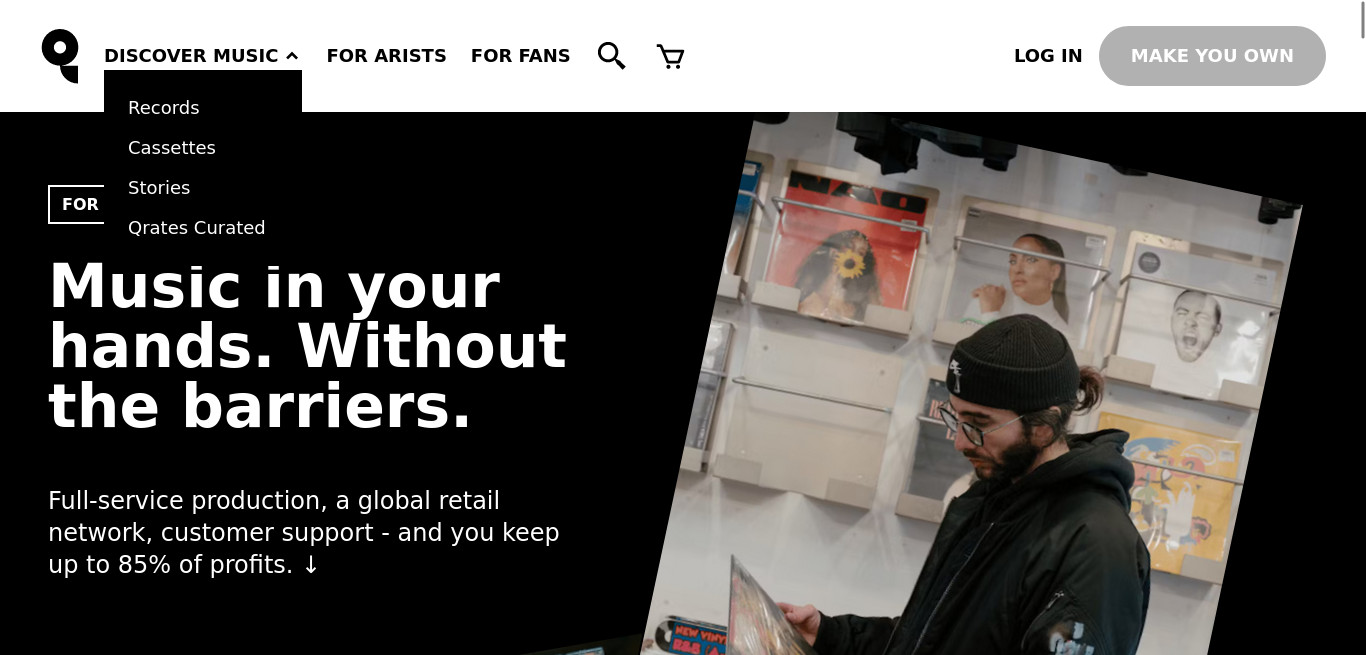 DISCOVER MUSIC
FOR ARISTS
FOR FANS
LOG IN
MAKE YOU OWN
Records
Cassettes
Stories
Qrates Curated
FOR
Music in your
hands. Without
the barriers.
Full-service production, a global retail
network, customer support - and you keep
up to 85% of profits. ↓
NEW VINYL
R&B